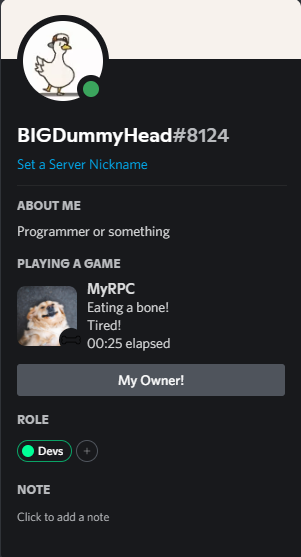 BIGDummyHead#8124
Set a Server Nickname
ABOUT ME
Programmer or something
PLAYING A GAME
MyRPC
Eating a bone!
Tired!
00:25 elapsed
My Owner!
ROLE
Devs +
NOTE
Click to add a note